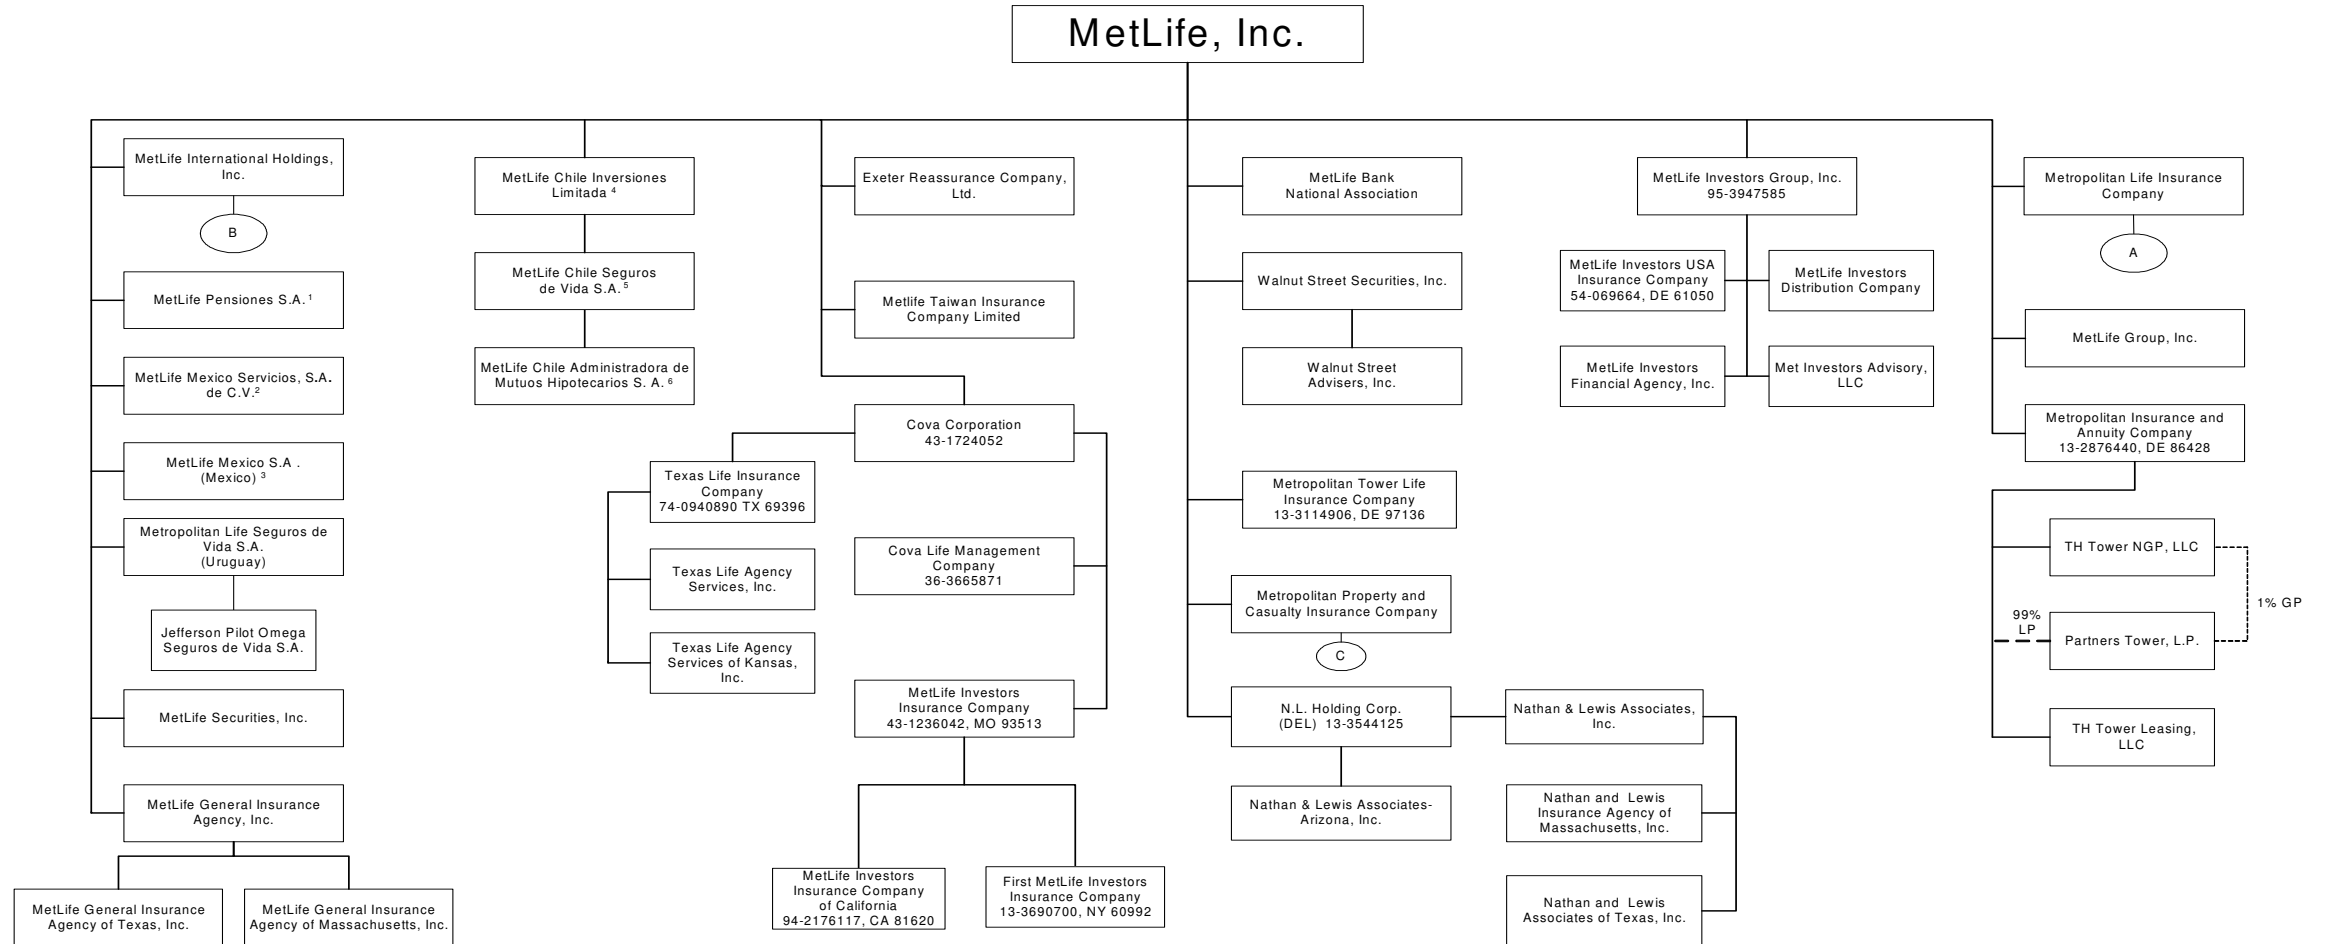 MetLife, Inc.
MetLife International Holdings,
Inc.
B
MetLife Pensiones S.A. 1
MetLife Mexico Servicios, S.A.
de C.V.2
MetLife Mexico S.A .
(Mexico) 3
Metropolitan Life Seguros de
Vida S.A.
(Uruguay)
Jefferson Pilot Omega
Seguros de Vida S.A.
MetLife Securities, Inc.
MetLife General Insurance
Agency, Inc.
MetLife General Insurance
Agency of Texas, Inc.
MetLife General Insurance
Agency of Massachusetts, Inc.
MetLife Chile Inversiones
Limitada 4
MetLife Chile Seguros
de Vida S.A. 5
MetLife Chile Administradora de
Mutuos Hipotecarios S. A. 6
Exeter Reassurance Company,
Ltd.
Metlife Taiwan Insurance
Company Limited
Cova Corporation
43-1724052
Texas Life Insurance
Company
74-0940890 TX 69396
Texas Life Agency
Services, Inc.
Texas Life Agency
Services of Kansas,
Inc.
Cova Life Management
Company
36-3665871
MetLife Investors
Insurance Company
43-1236042, MO 93513
MetLife Investors
Insurance Company
of California
94-2176117, CA 81620
First MetLife Investors
Insurance Company
13-3690700, NY 60992
MetLife Bank
National Association
Walnut Street Securities, Inc.
Walnut Street
Advisers, Inc.
Metropolitan Tower Life
Insurance Company
13-3114906, DE 97136
Metropolitan Property and
Casualty Insurance Company
C
N.L. Holding Corp.
(DEL) 13-3544125
Nathan & Lewis Associates-
Arizona, Inc.
Nathan & Lewis Associates,
Inc.
Nathan and Lewis
Insurance Agency of
Massachusetts, Inc.
Nathan and Lewis
Associates of Texas, Inc.
MetLife Investors Group, Inc.
95-3947585
MetLife Investors USA
Insurance Company
54-069664, DE 61050
MetLife Investors
Distribution Company
MetLife Investors
Financial Agency, Inc.
Met Investors Advisory,
LLC
Metropolitan Life Insurance
Company
A
MetLife Group, Inc.
Metropolitan Insurance and
Annuity Company
13-2876440, DE 86428
TH Tower NGP, LLC
1% GP
99%
LP
Partners Tower, L.P.
TH Tower Leasing,
LLC